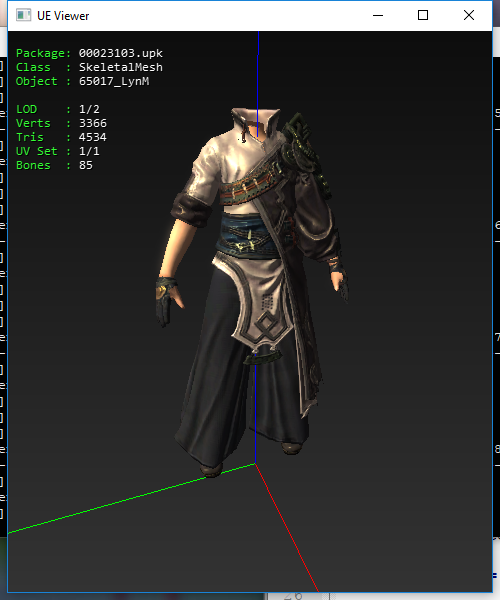 UE Viewer
Package: 00023103.upk
Class : SkeletalMesh
Object : 65017_LynM
LOD : 1/2
Verts : 3366
Tris : 4534
UV Set : 1/1
Bones : 85